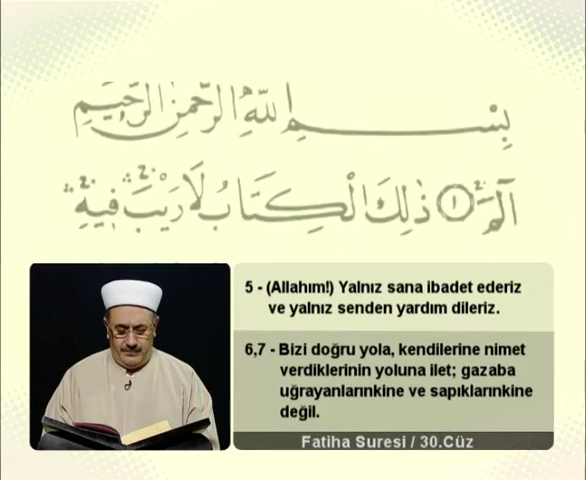 بِسْمِ اللّٰهِ الرَّحْمٰنِ الرَّحِيمِ
الٓمٓ ﴿١﴾ ذٰلِكَ الْكِتَابُ لَا رَيْبَ فِيهِ
5 - (Allahım!) Yalnız sana ibadet ederiz
ve yalnız senden yardım dileriz.
6,7 - Bizi doğru yola, kendilerine nimet
verdiklerinin yoluna ilet; gazaba
uğrayanlarınkine ve sapıklarınkine
değil.
Fatiha Suresi / 30.Cüz